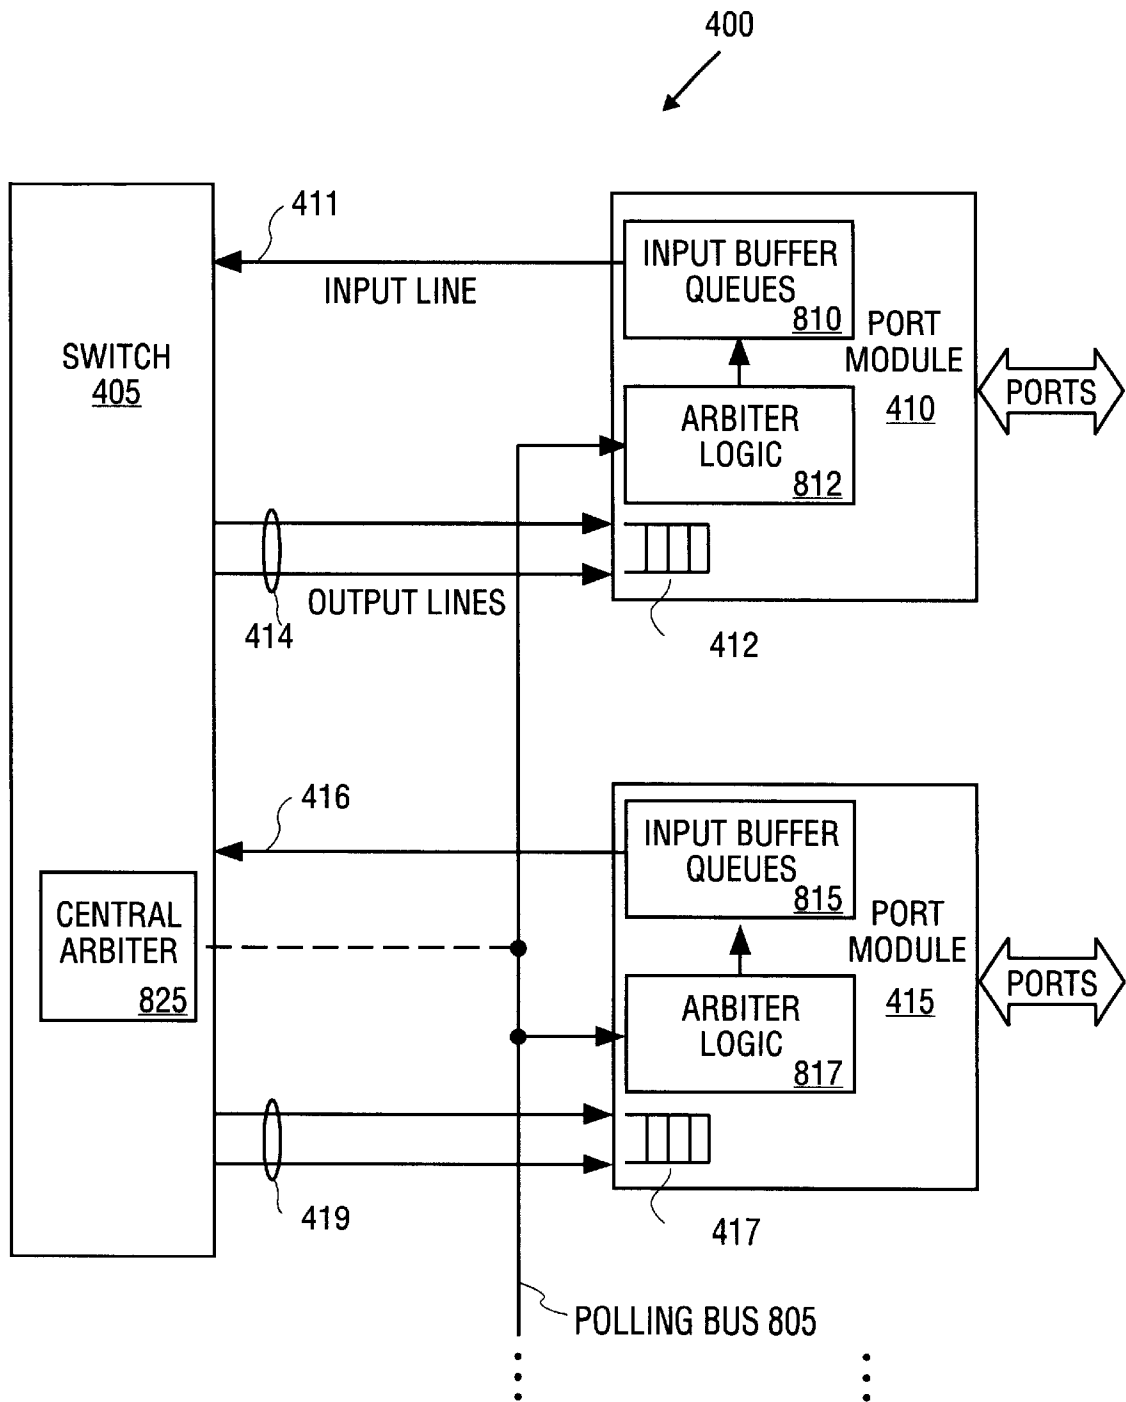 400
411
INPUT LINE
INPUT BUFFER
QUEUES
810
PORT
MODULE
410
PORTS
SWITCH
405
ARBITER
LOGIC
812
OUTPUT LINES
414
412
416
INPUT BUFFER
QUEUES
815
PORT
MODULE
415
PORTS
CENTRAL
ARBITER
825
ARBITER
LOGIC
817
419
417
POLLING BUS 805